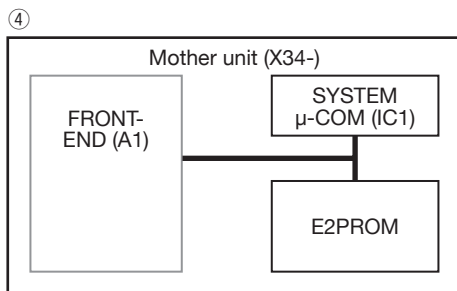 ④
Mother unit (X34-)
FRONT-
END (A1)
SYSTEM
µ-COM (IC1)
E2PROM